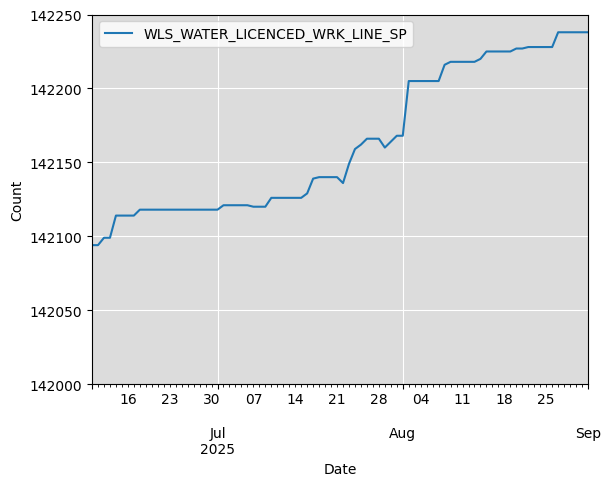 WLS_WATER_LICENCED_WRK_LINE_SP
142250
142200
142150
142100
142050
142000
Count
16 23 30 07 14 21 28 04 11 18 25
Jul Aug Sep
2025
Date